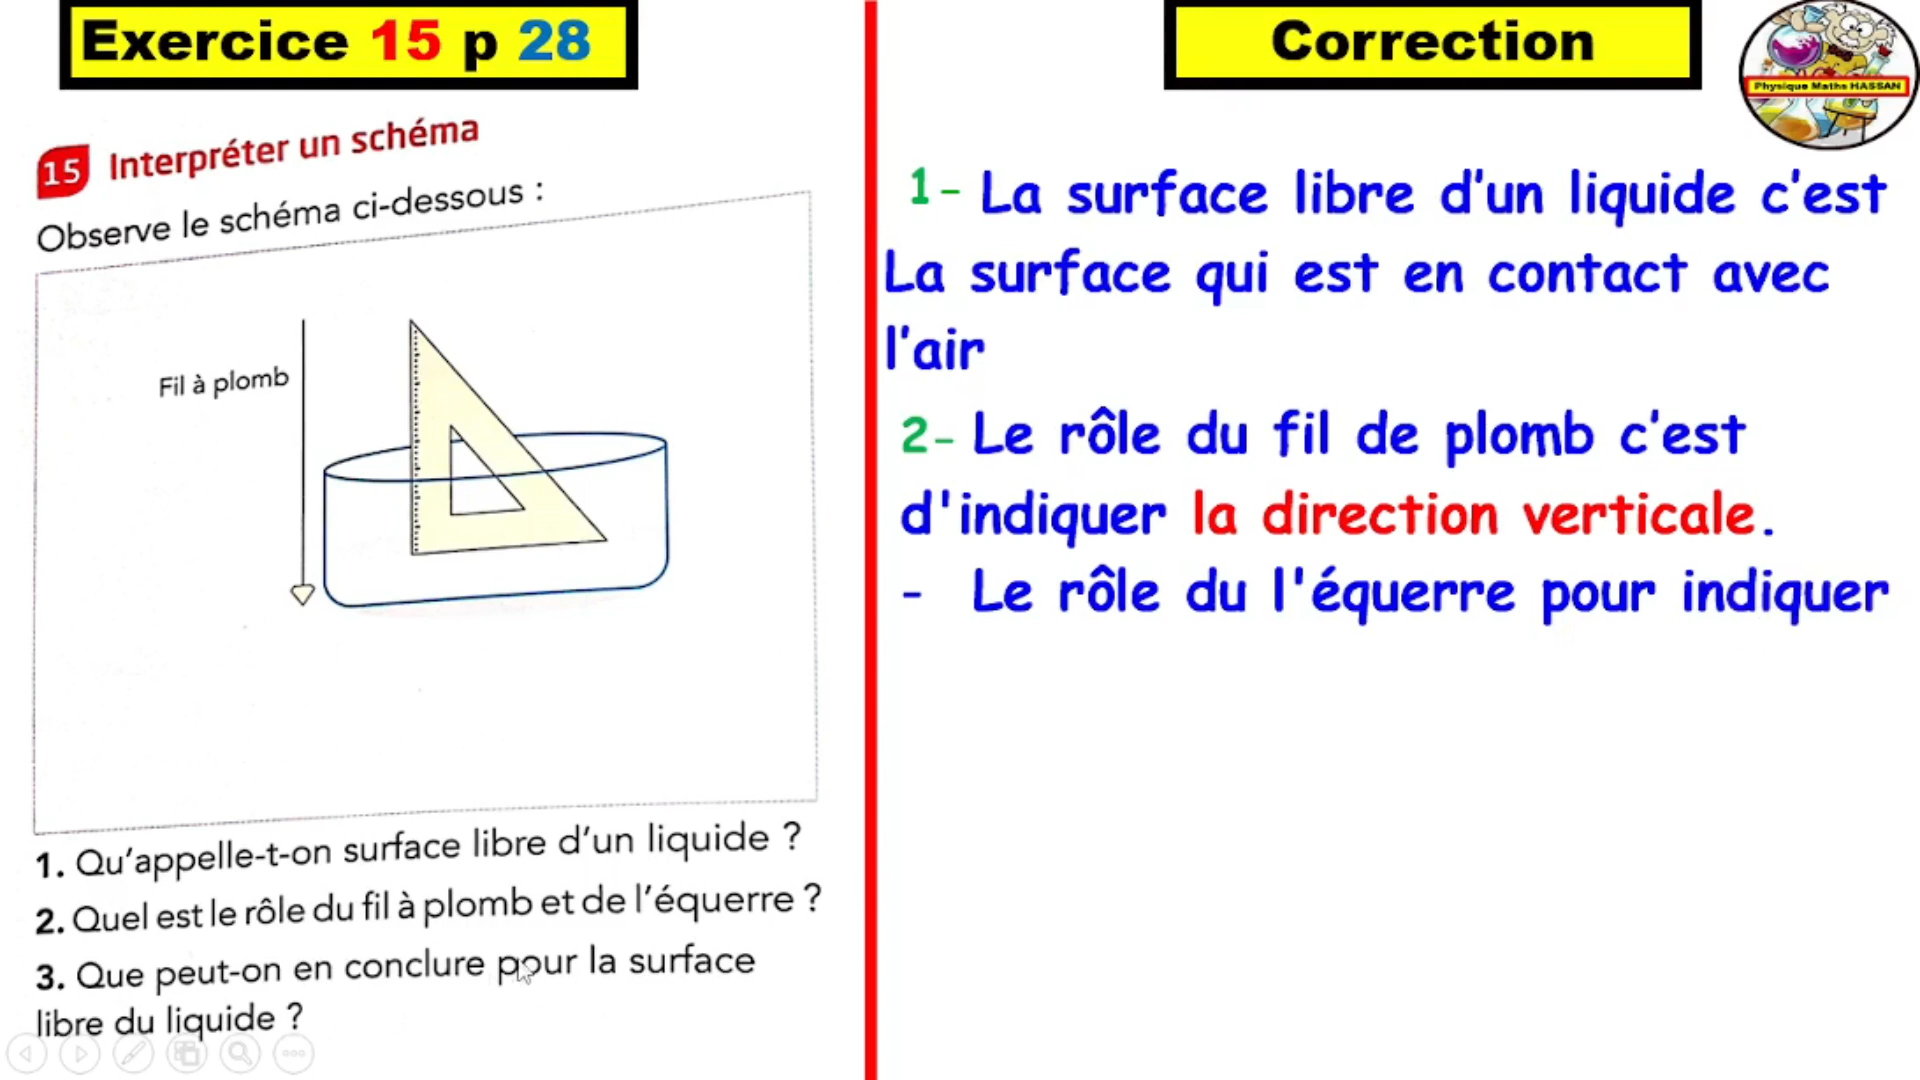 Exercice 15 p 28
15 Interpréter un schéma
Observe le schéma ci-dessous :
Fil à plomb
1. Qu'appelle-t-on surface libre d'un liquide ?
2. Quel est le rôle du fil à plomb et de l'équerre ?
3. Que peut-on en conclure pour la surface
libre du liquide ?
Correction
Physique Maths HASSAN
1- La surface libre d'un liquide c'est
La surface qui est en contact avec
l'air
2- Le rôle du fil de plomb c'est
d'indiquer la direction verticale.
- Le rôle du l'équerre pour indiquer